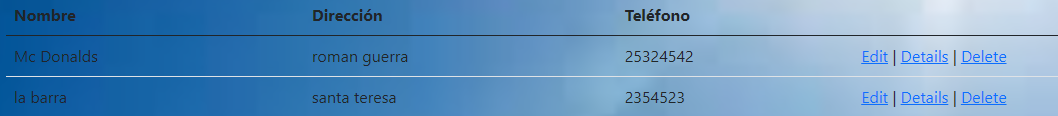 Nombre Dirección Teléfono
Mc Donalds roman guerra 25324542 Edit | Details | Delete
la barra santa teresa 2354523 Edit | Details | Delete